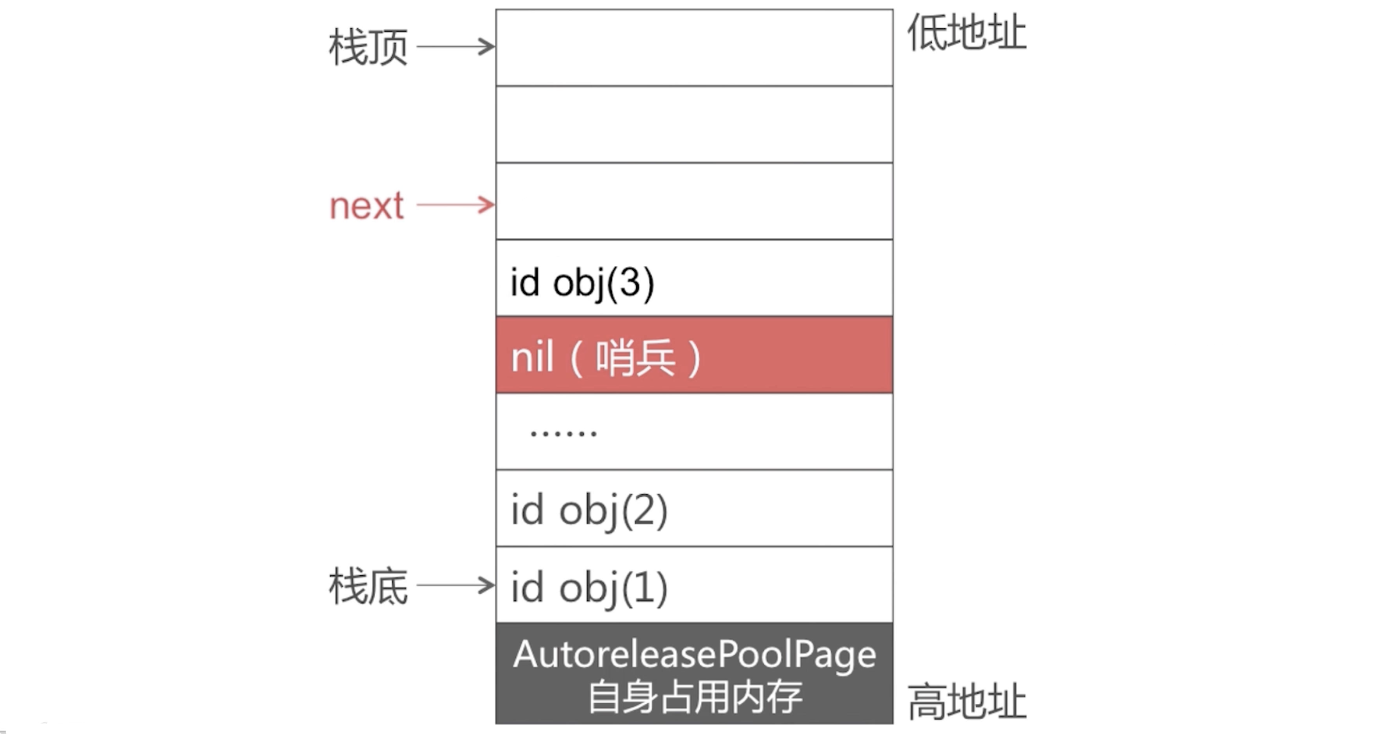 栈顶
低地址
next
id obj(3)
nil（哨兵）
······
id obj(2)
栈底
id obj(1)
AutoreleasePoolPage
自身占用内存
高地址